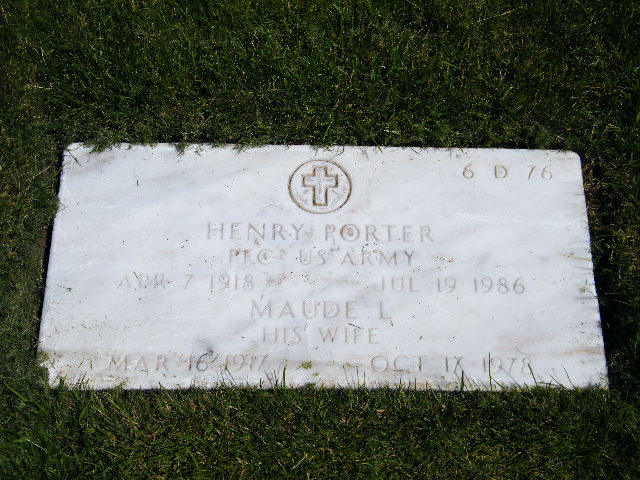 6 D 76
HENRY PORTER
PFC US ARMY
APR 7 1918 JUL 19 1986
MAUDE L
HIS WIFE
MAR 16 1917 OCT 17 1978